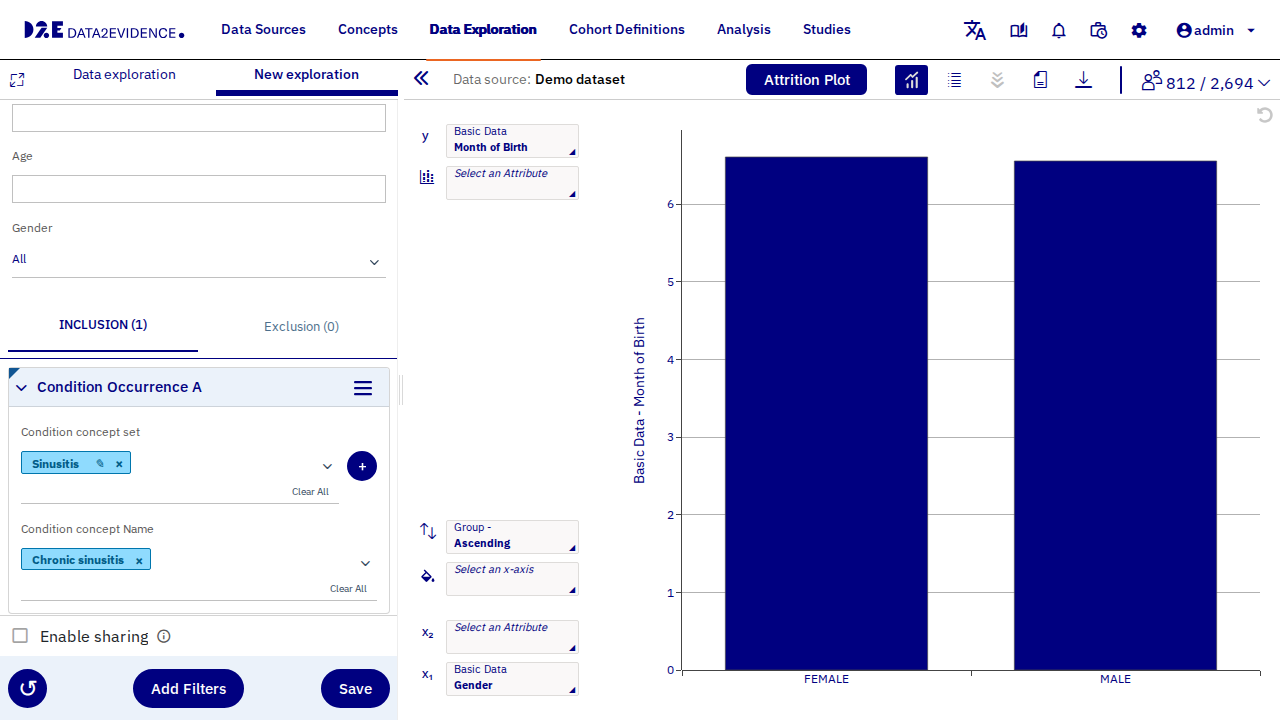 D2E DATA2EVIDENCE
Data Sources
Concepts
Data Exploration
Cohort Definitions
Analysis
Studies
admin
Data exploration
New exploration
Data source: Demo dataset
Attrition Plot
812 / 2,694
Age
Gender
All
INCLUSION (1)
Exclusion (0)
Condition Occurrence A
Condition concept set
Sinusitis ✎ ×
+
Clear All
Condition concept Name
Chronic sinusitis ×
Clear All
Enable sharing
Add Filters
Save
y
Basic Data
Month of Birth
Select an Attribute
Group -
Ascending
Select an x-axis
x₂
Select an Attribute
x₁
Basic Data
Gender
Basic Data - Month of Birth
6
5
4
3
2
1
0
FEMALE
MALE